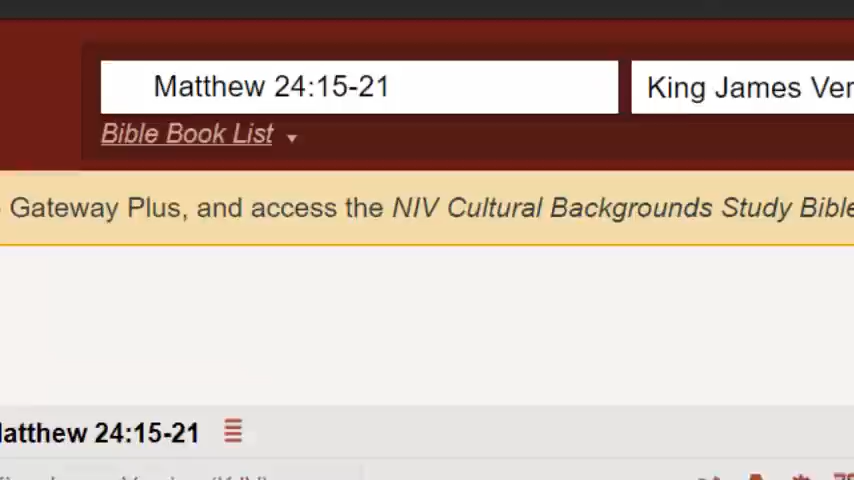 Matthew 24:15-21
King James Ver
Bible Book List
Gateway Plus, and access the NIV Cultural Backgrounds Study Bible
atthew 24:15-21